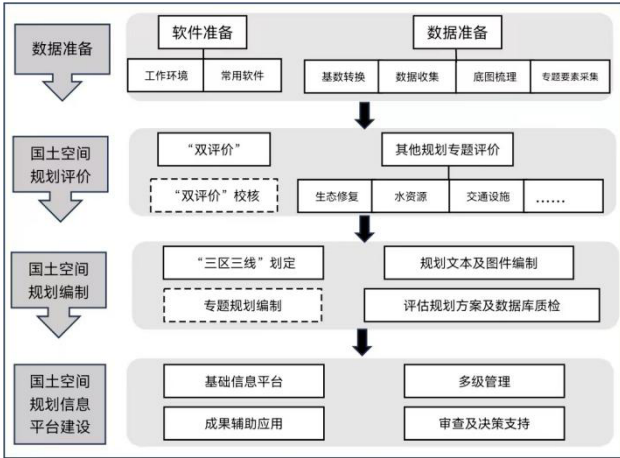 数据准备
软件准备
数据准备
工作环境
常用软件
基数转换
数据收集
底图梳理
专题要素采集
国土空间
规划评价
“双评价”
其他规划专题评价
“双评价”校核
生态修复
水资源
交通设施
……
国土空间
规划编制
“三区三线”划定
规划文本及图件编制
专题规划编制
评估规划方案及数据库质检
国土空间
规划信息
平台建设
基础信息平台
多级管理
成果辅助应用
审查及决策支持